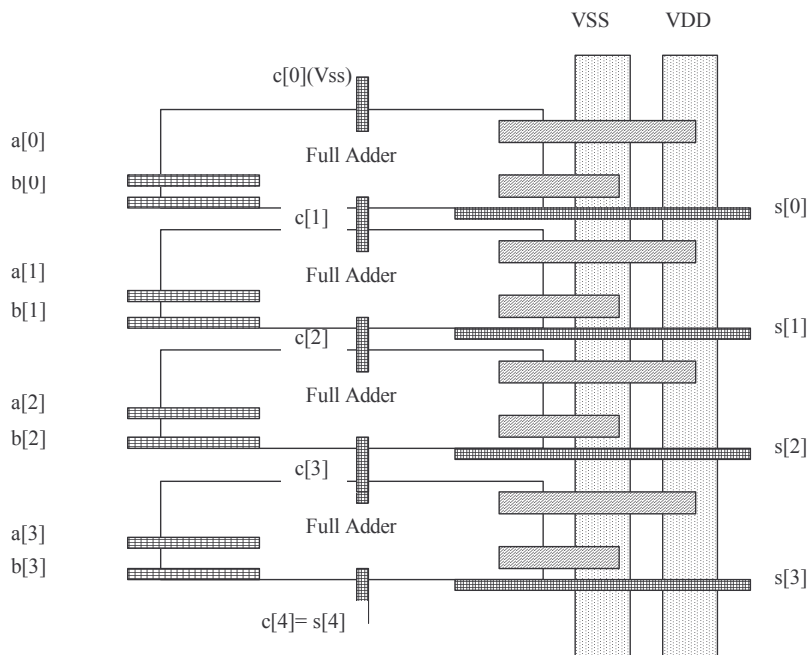 VSS VDD
c[0](Vss)
a[0]
Full Adder
b[0]
s[0]
c[1]
a[1]
Full Adder
b[1]
s[1]
c[2]
a[2]
Full Adder
b[2]
s[2]
c[3]
a[3]
Full Adder
b[3]
s[3]
c[4]= s[4]